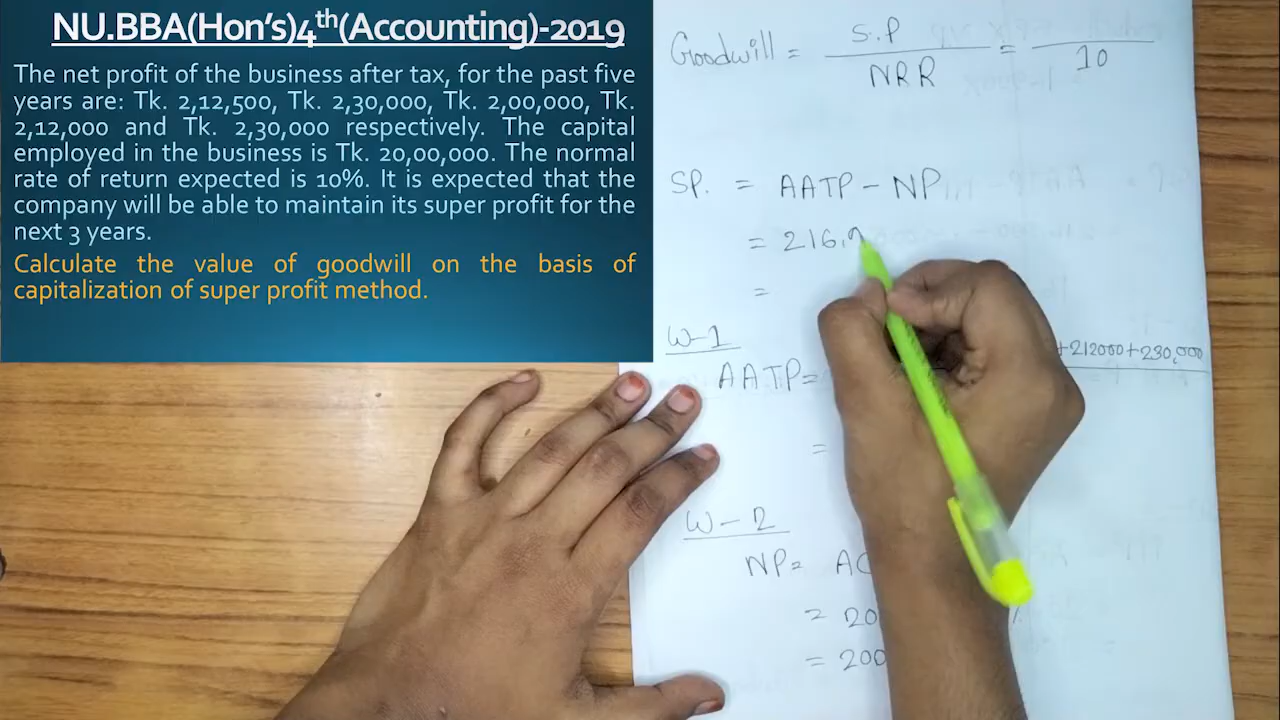 NU.BBA(Hon's)4th(Accounting)-2019
The net profit of the business after tax, for the past five
years are: Tk. 2,12,500, Tk. 2,30,000, Tk. 2,00,000, Tk.
2,12,000 and Tk. 2,30,000 respectively. The capital
employed in the business is Tk. 20,00,000. The normal
rate of return expected is 10%. It is expected that the
company will be able to maintain its super profit for the
next 3 years.
Calculate the value of goodwill on the basis of
capitalization of super profit method.
Goodwill = S.P / NRR = / 10
SP. = AATP - NP
= 216,9
=
W-1
+212000+230,000
AATP=
=
W-2
NP= AC
= 20
= 200